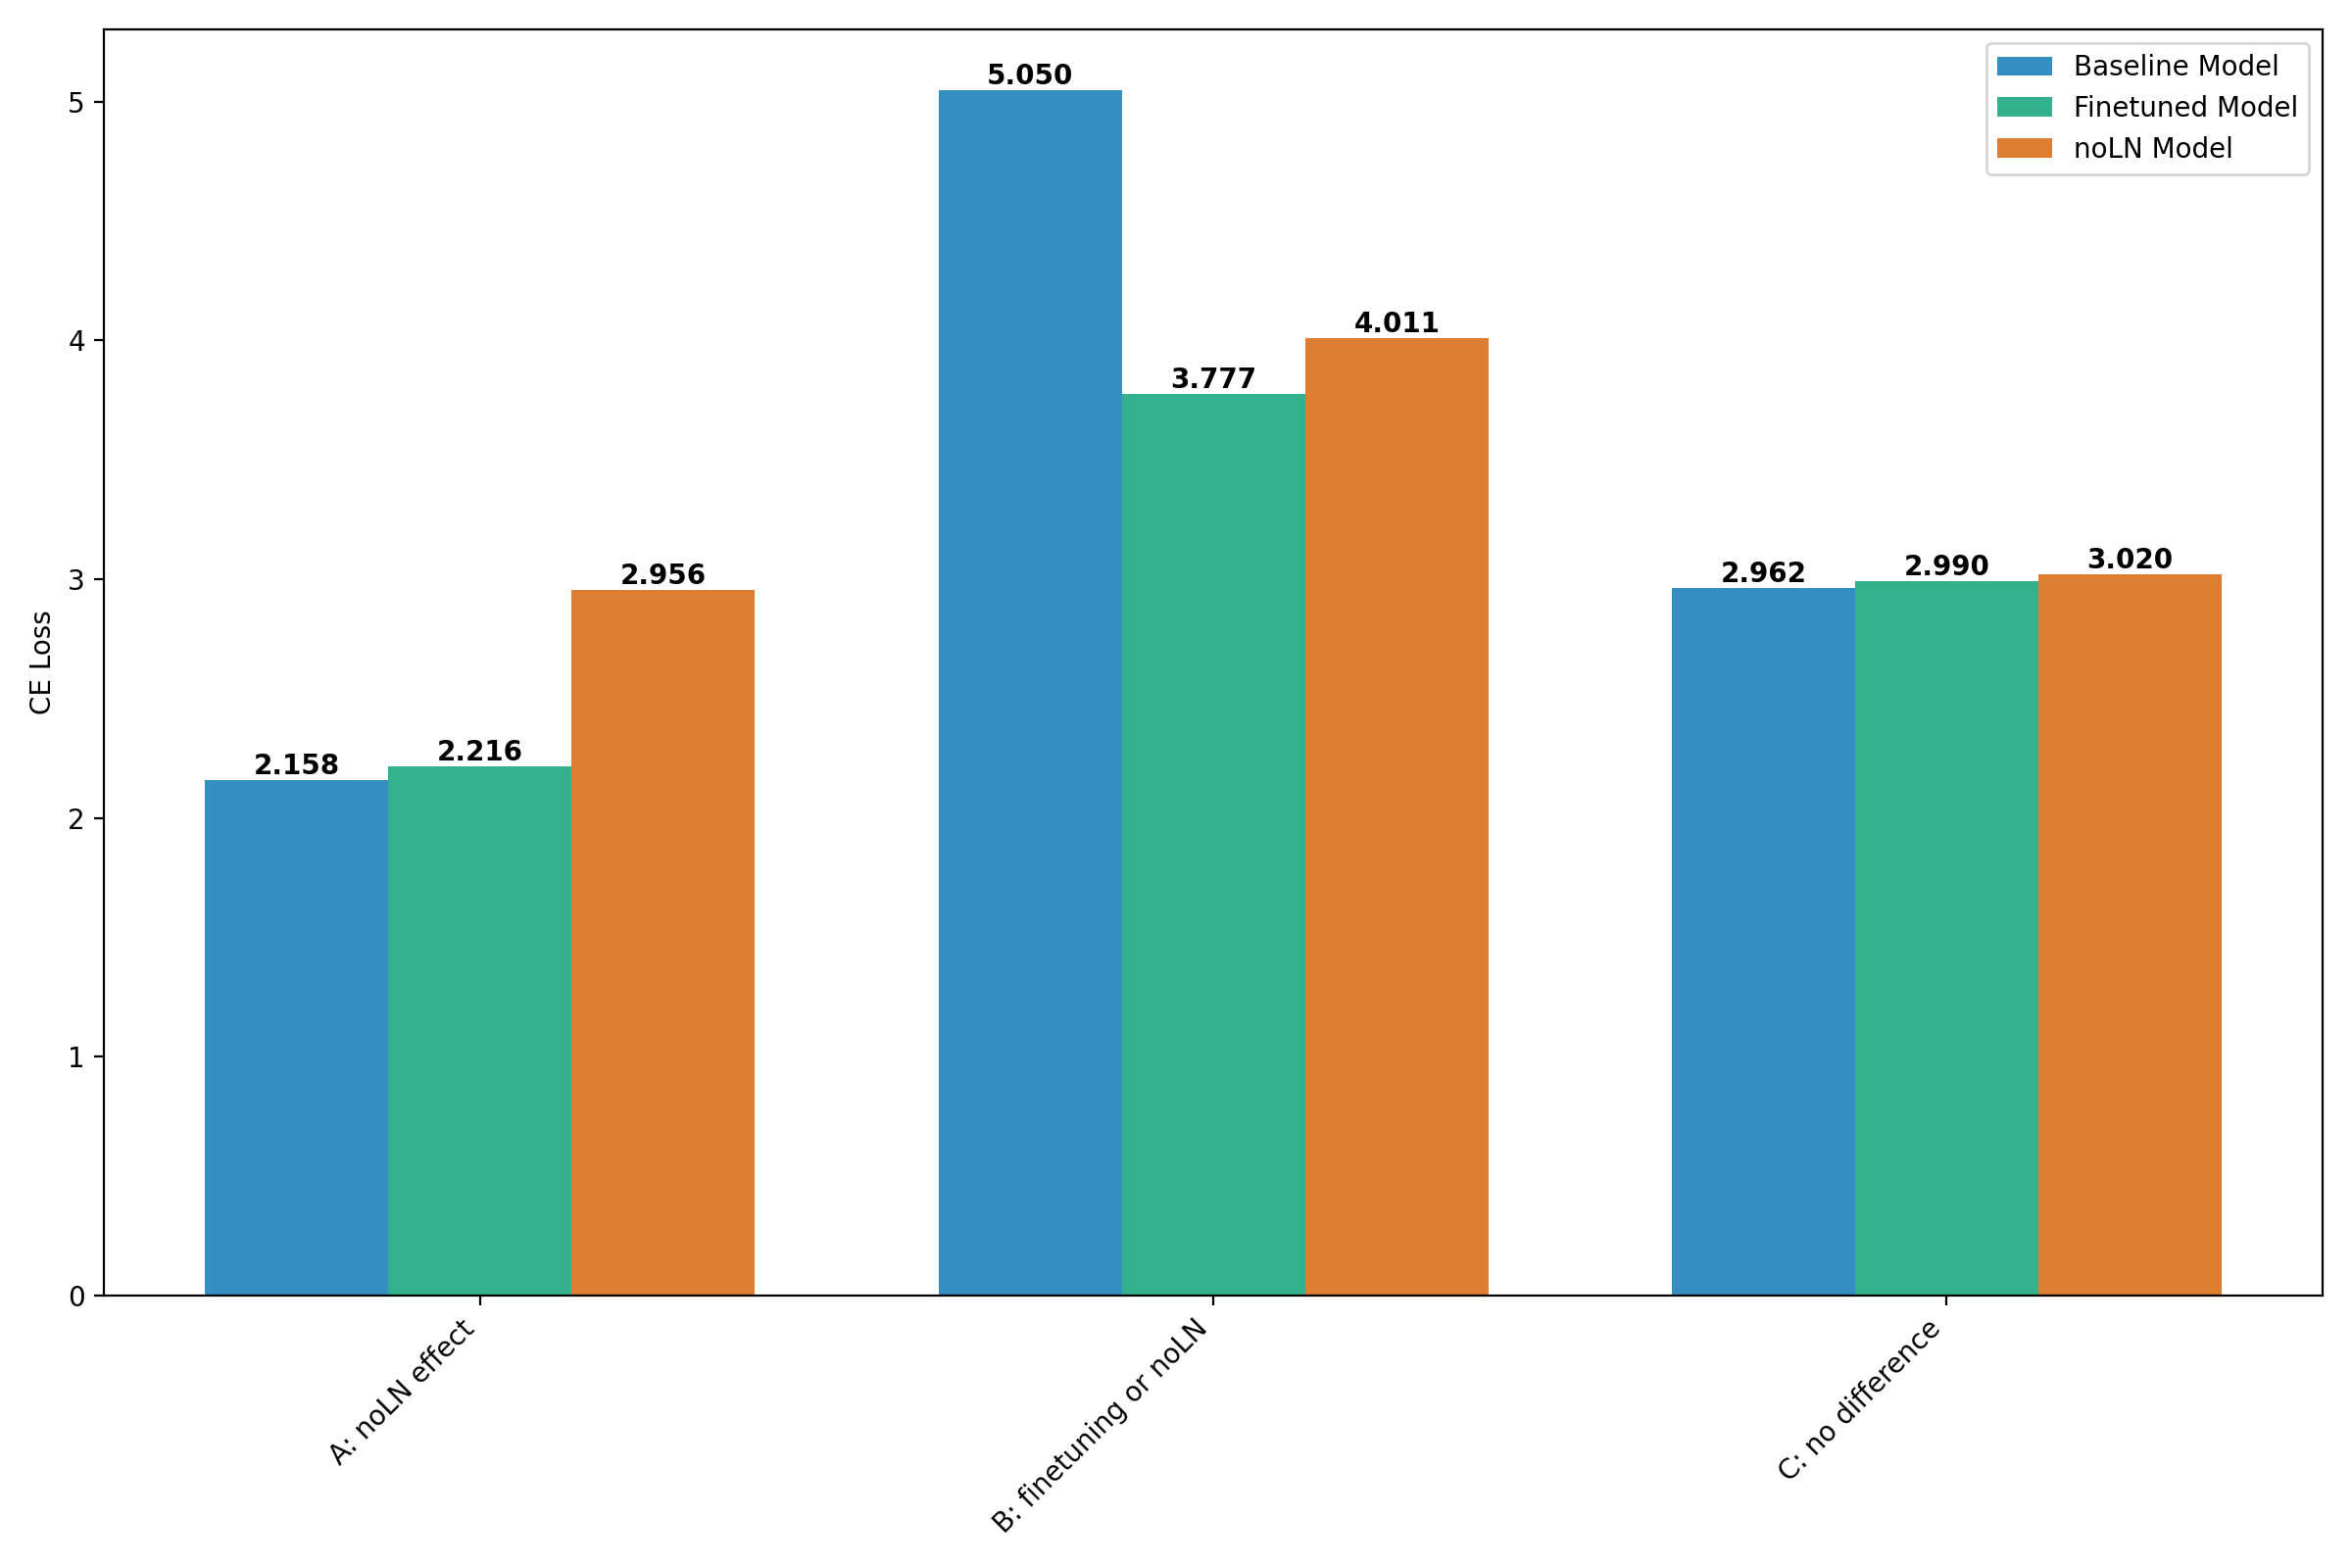 5.050
Baseline Model
Finetuned Model
noLN Model
4.011
3.777
2.956
2.962
2.990
3.020
2.158
2.216
CE Loss
5
4
3
2
1
0
A: noLN effect
B: finetuning or noLN
C: no difference